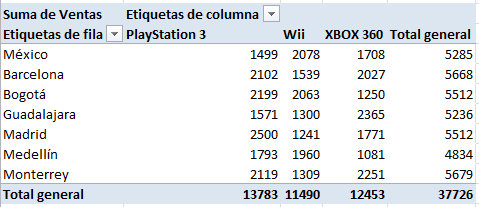 Suma de Ventas Etiquetas de columna
Etiquetas de fila PlayStation 3 Wii XBOX 360 Total general
México 1499 2078 1708 5285
Barcelona 2102 1539 2027 5668
Bogotá 2199 2063 1250 5512
Guadalajara 1571 1300 2365 5236
Madrid 2500 1241 1771 5512
Medellín 1793 1960 1081 4834
Monterrey 2119 1309 2251 5679
Total general 13783 11490 12453 37726